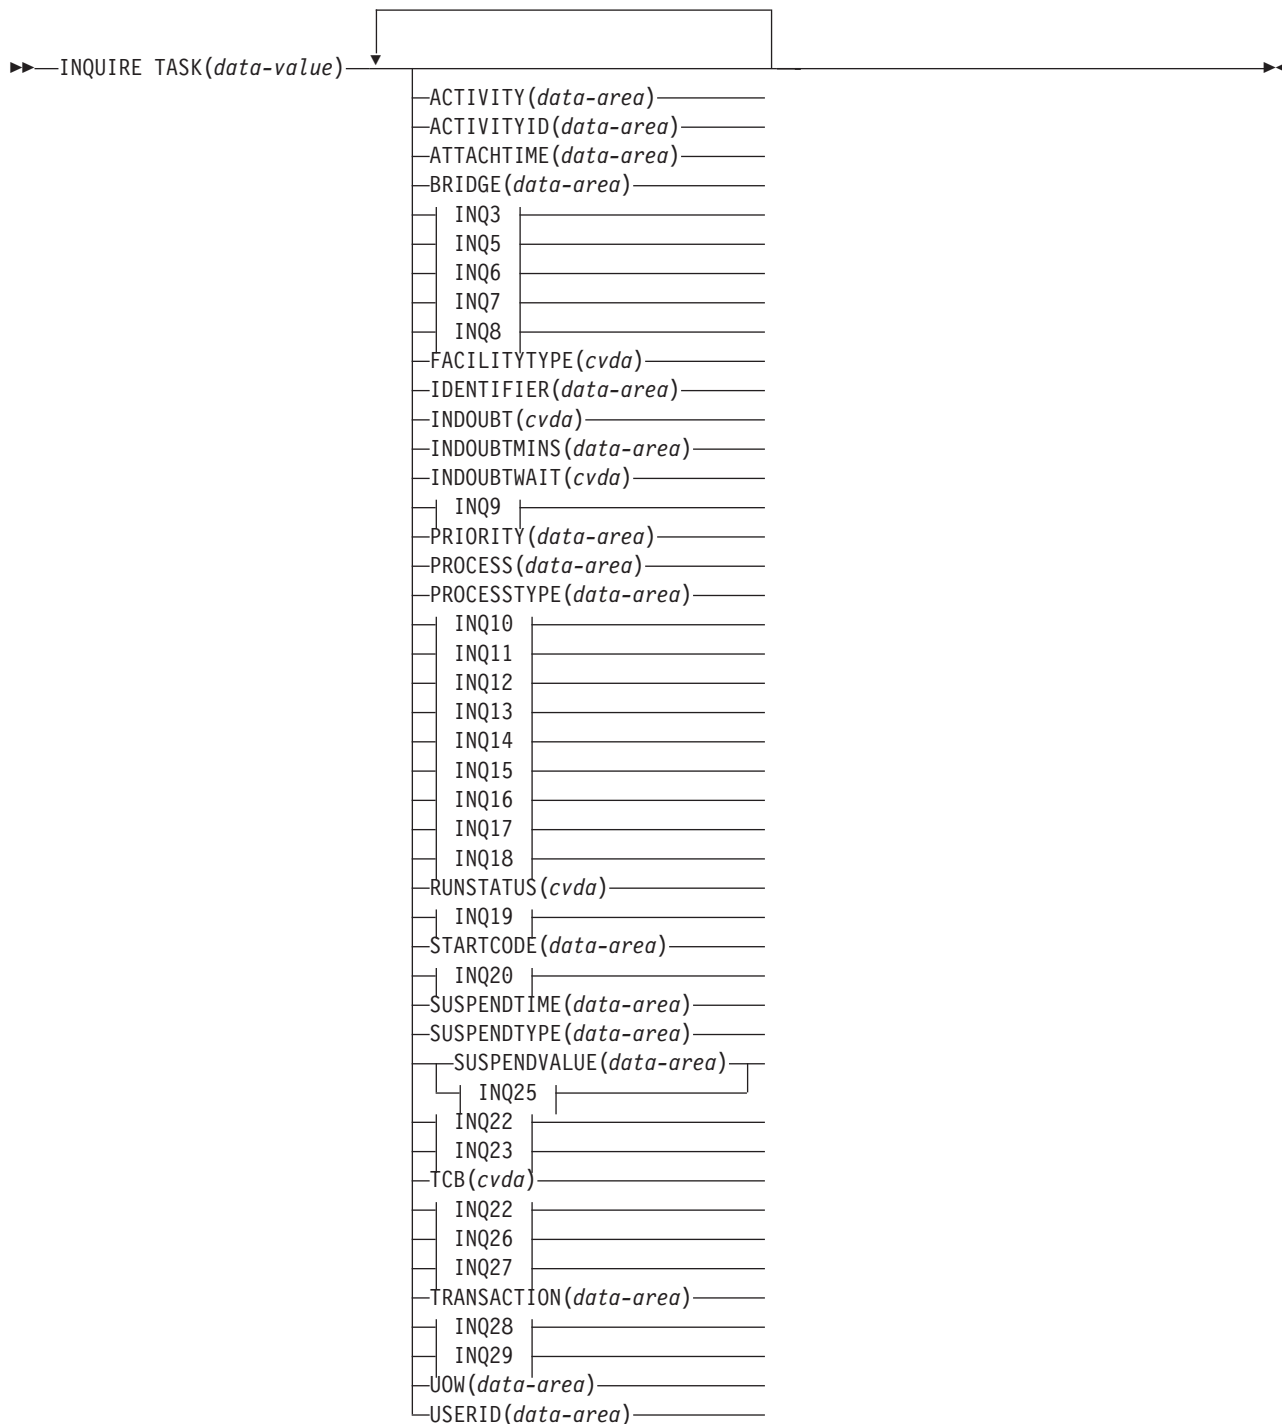 INQUIRE TASK(data-value)
ACTIVITY(data-area)
ACTIVITYID(data-area)
ATTACHTIME(data-area)
BRIDGE(data-area)
INQ3
INQ5
INQ6
INQ7
INQ8
FACILITYTYPE(cvda)
IDENTIFIER(data-area)
INDOUBT(cvda)
INDOUBTMINS(data-area)
INDOUBTWAIT(cvda)
INQ9
PRIORITY(data-area)
PROCESS(data-area)
PROCESSTYPE(data-area)
INQ10
INQ11
INQ12
INQ13
INQ14
INQ15
INQ16
INQ17
INQ18
RUNSTATUS(cvda)
INQ19
STARTCODE(data-area)
INQ20
SUSPENDTIME(data-area)
SUSPENDTYPE(data-area)
SUSPENDVALUE(data-area)
INQ25
INQ22
INQ23
TCB(cvda)
INQ22
INQ26
INQ27
TRANSACTION(data-area)
INQ28
INQ29
UOW(data-area)
USERID(data-area)